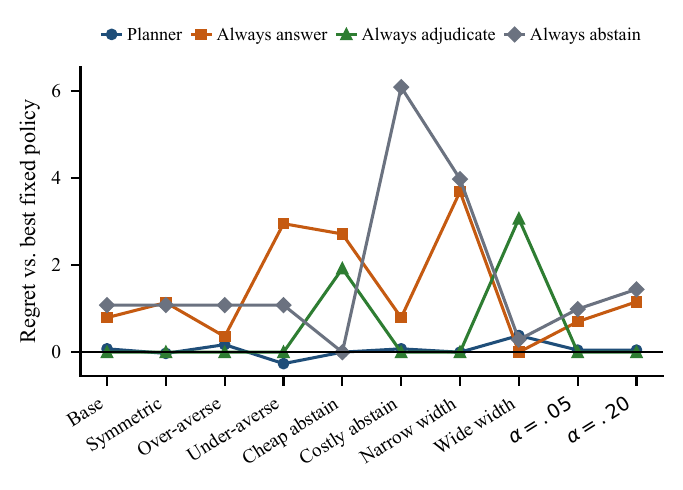 Planner Always answer Always adjudicate Always abstain
Regret vs. best fixed policy
6
4
2
0
Base
Symmetric
Over-averse
Under-averse
Cheap abstain
Costly abstain
Narrow width
Wide width
α = .05
α = .20